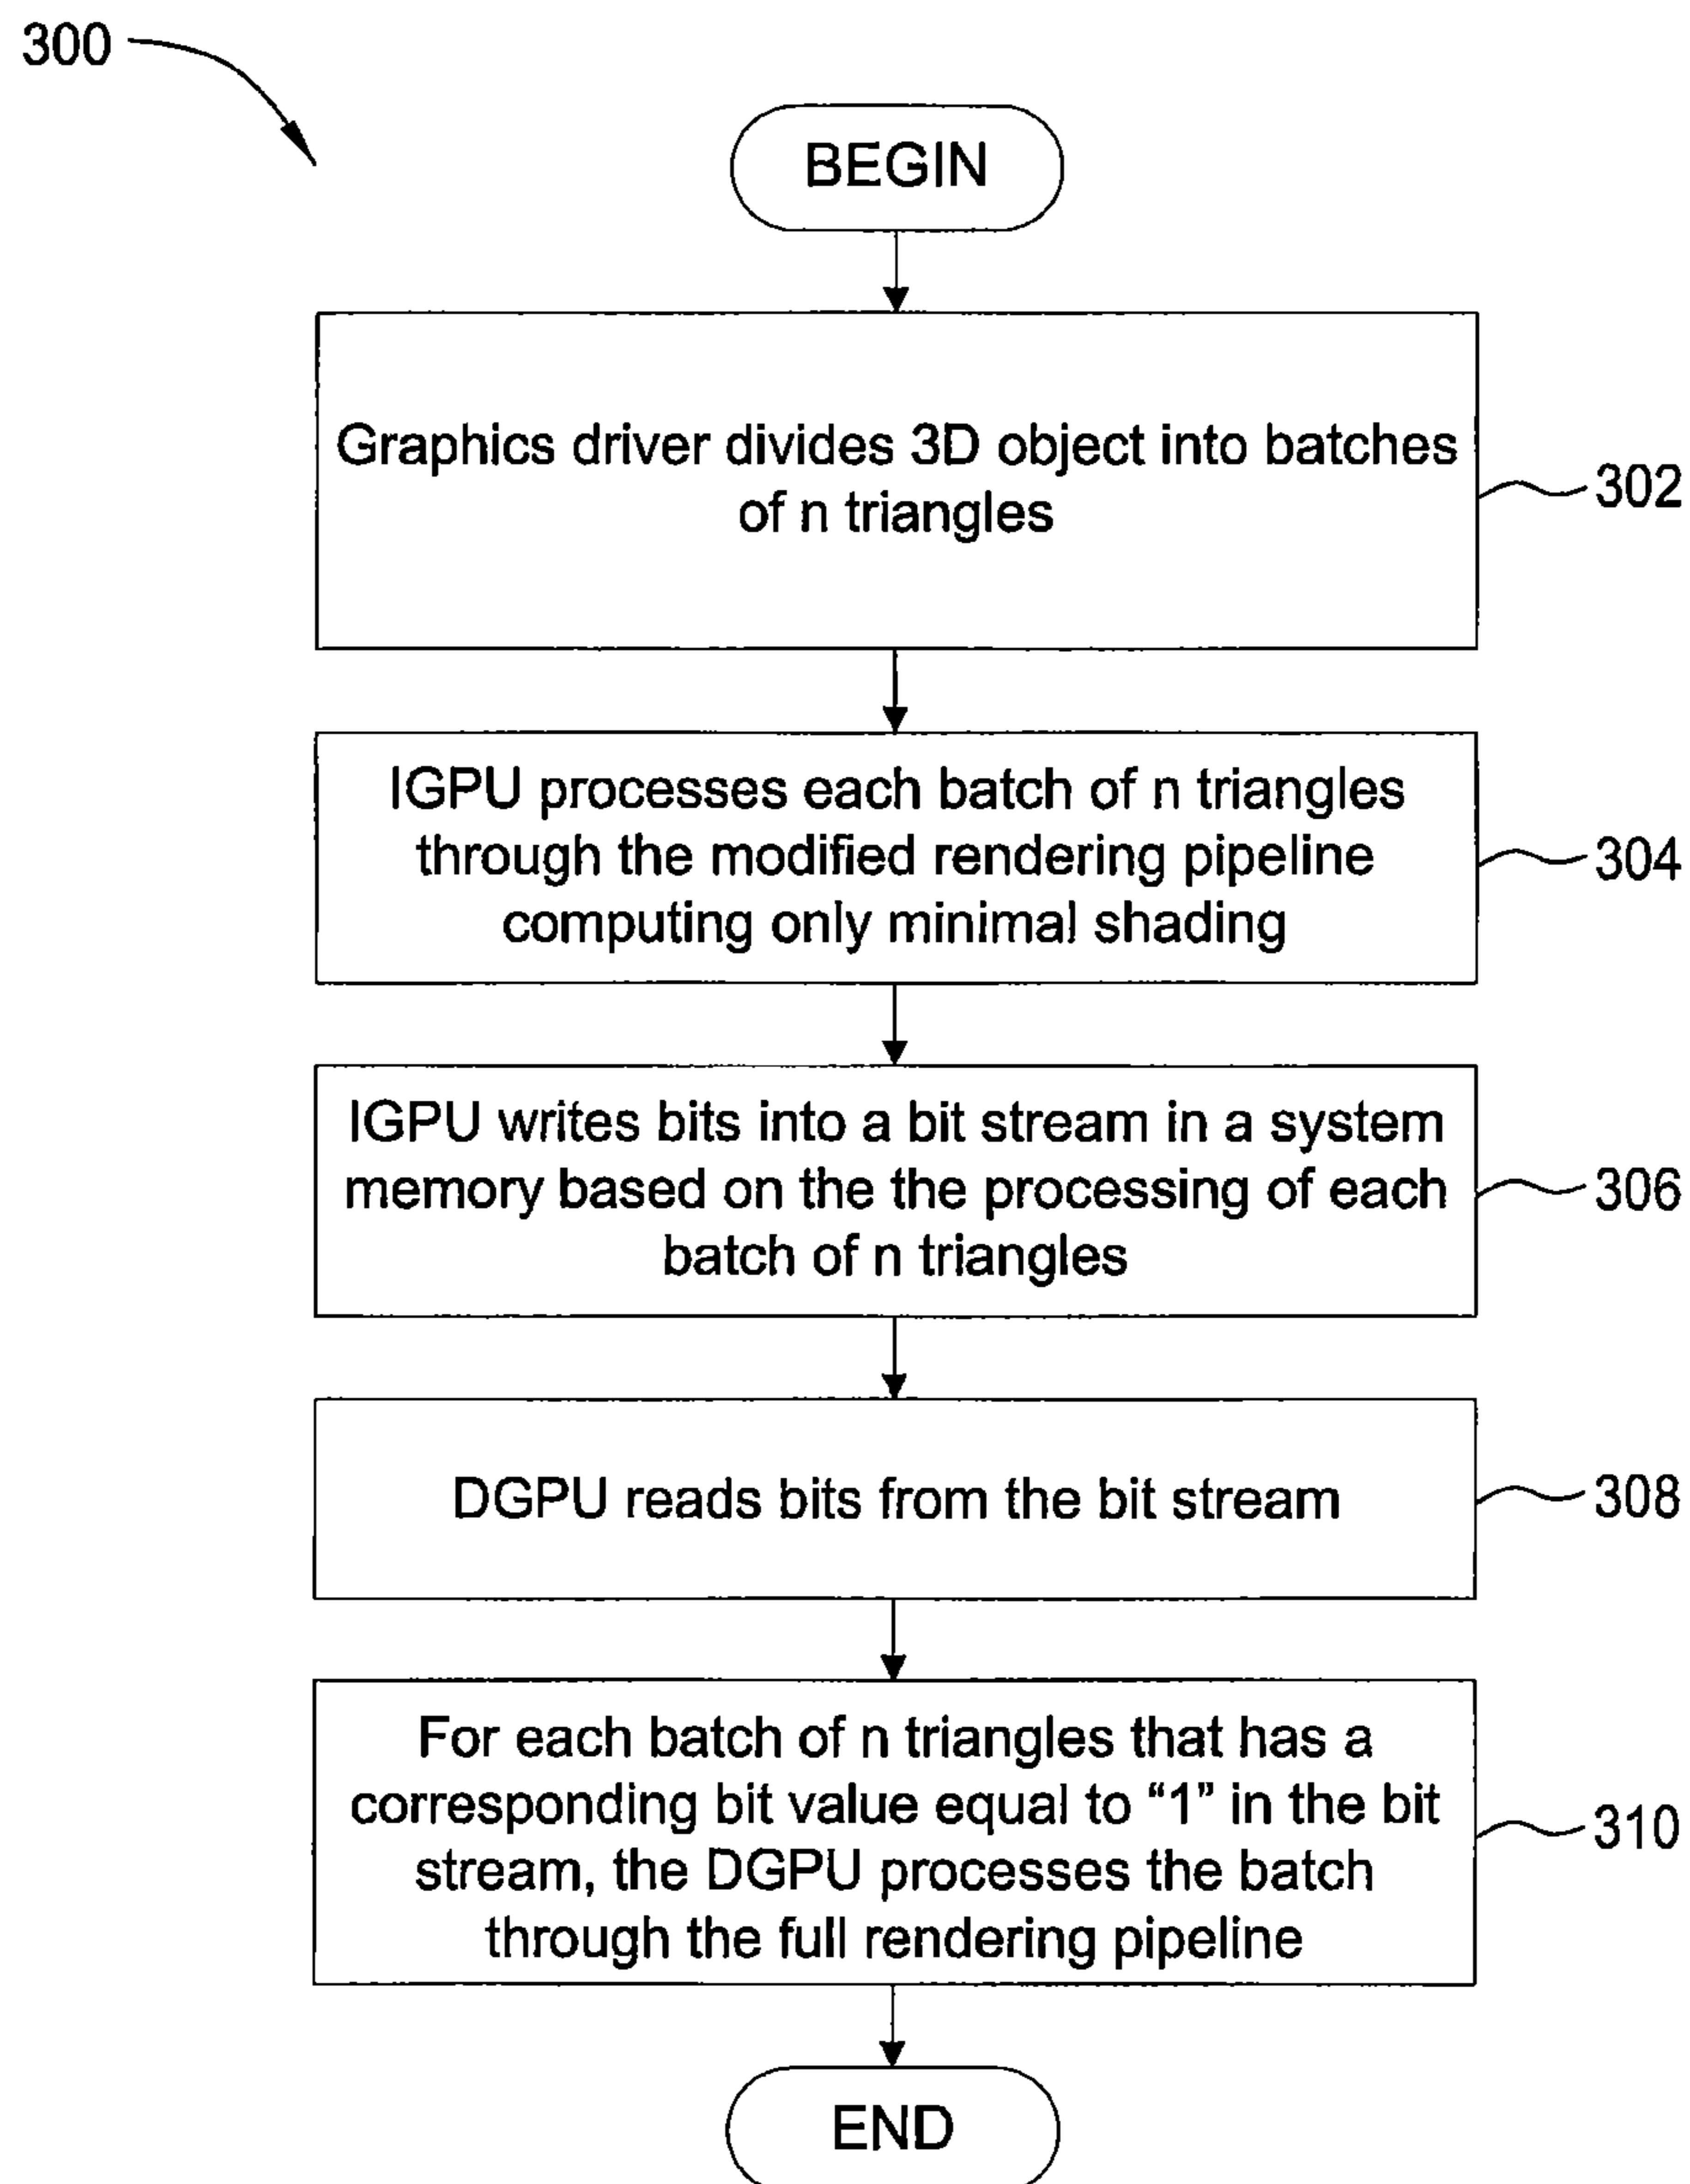 300
BEGIN
Graphics driver divides 3D object into batches
of n triangles
302
IGPU processes each batch of n triangles
through the modified rendering pipeline
computing only minimal shading
304
IGPU writes bits into a bit stream in a system
memory based on the the processing of each
batch of n triangles
306
DGPU reads bits from the bit stream
308
For each batch of n triangles that has a
corresponding bit value equal to “1” in the bit
stream, the DGPU processes the batch
through the full rendering pipeline
310
END